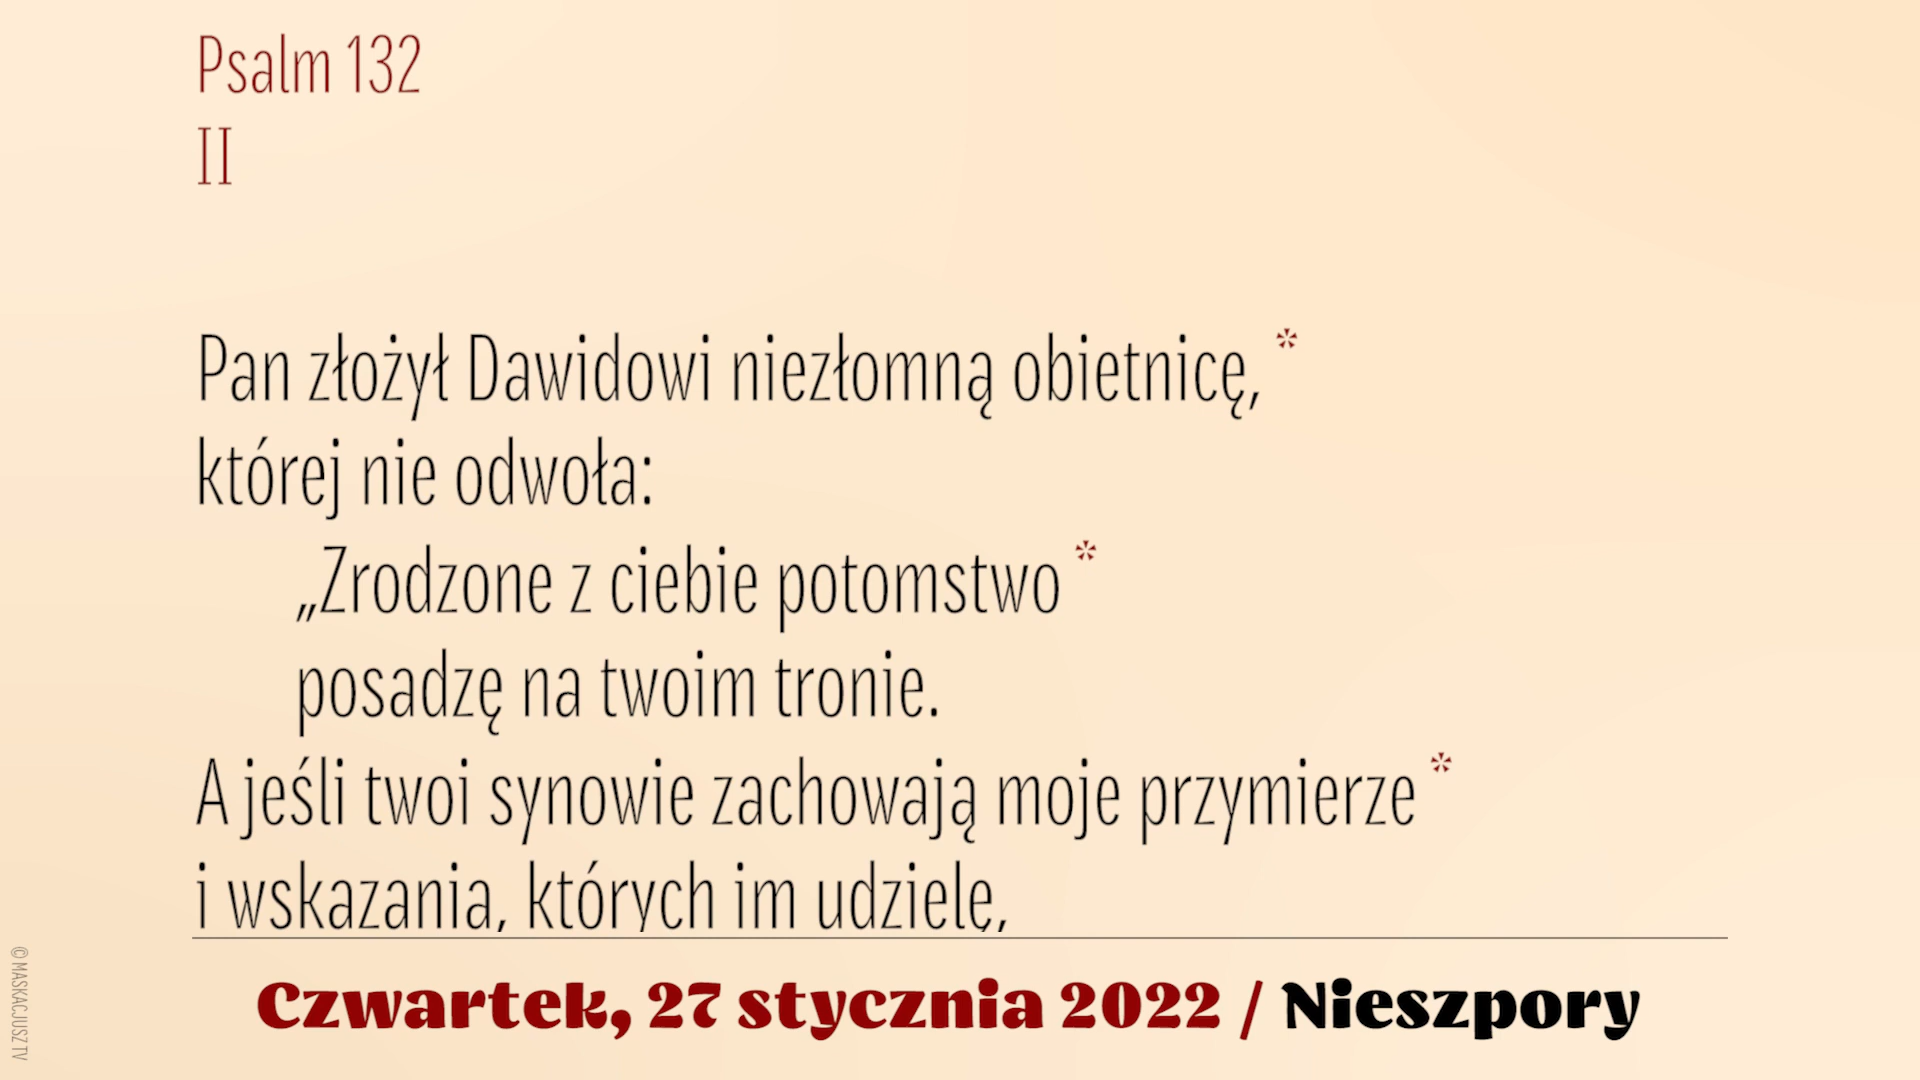 Psalm 132
II
Pan złożył Dawidowi niezłomną obietnicę, *
której nie odwoła:
„Zrodzone z ciebie potomstwo *
posadzę na twoim tronie.
A jeśli twoi synowie zachowają moje przymierze *
i wskazania, których im udzielę,
Czwartek, 27 stycznia 2022 / Nieszpory
© MASKACJUSZ TV